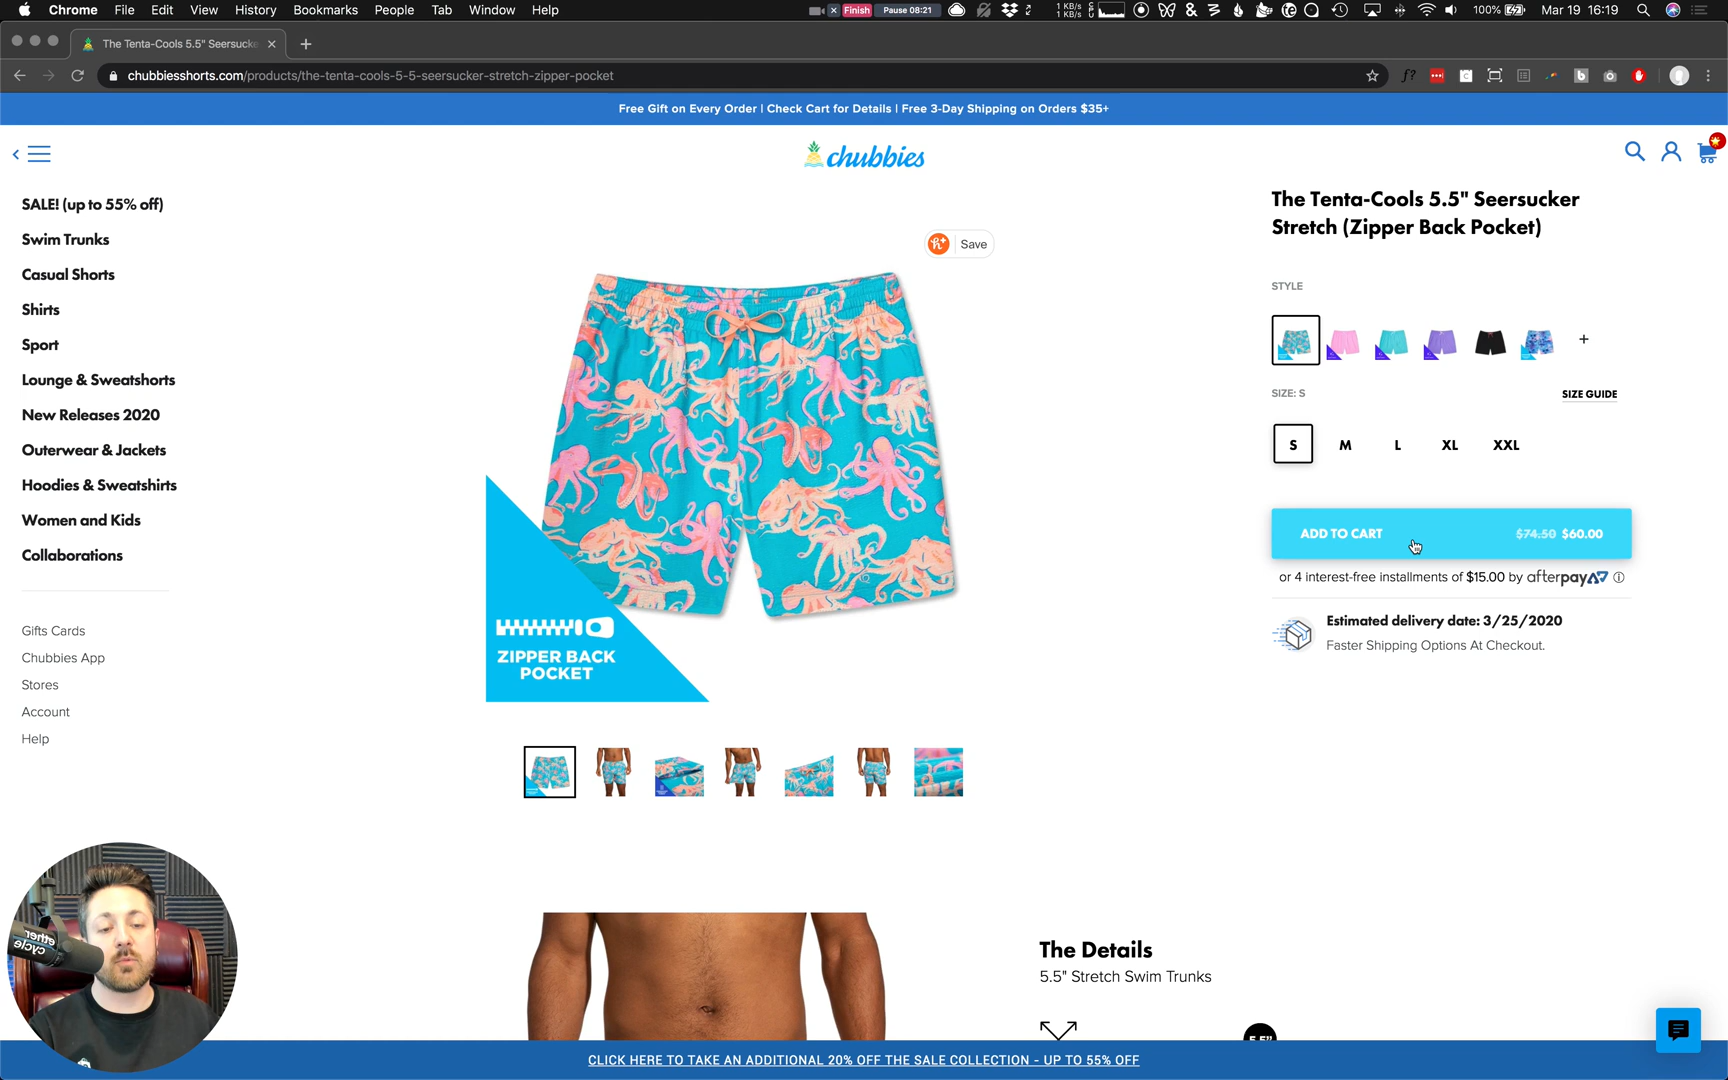 Chrome File Edit View History Bookmarks People Tab Window Help
Finish Pause 08:21 1 KB/s 1 KB/s 100% Mar 19 16:19
The Tenta-Cools 5.5" Seersucke
chubbiesshorts.com/products/the-tenta-cools-5-5-seersucker-stretch-zipper-pocket
Free Gift on Every Order | Check Cart for Details | Free 3-Day Shipping on Orders $35+
chubbies
SALE! (up to 55% off)
Swim Trunks
Casual Shorts
Shirts
Sport
Lounge & Sweatshorts
New Releases 2020
Outerwear & Jackets
Hoodies & Sweatshirts
Women and Kids
Collaborations
Gifts Cards
Chubbies App
Stores
Account
Help
Save
ZIPPER BACK
POCKET
The Tenta-Cools 5.5" Seersucker
Stretch (Zipper Back Pocket)
STYLE
+
SIZE: S SIZE GUIDE
S M L XL XXL
ADD TO CART $74.50 $60.00
or 4 interest-free installments of $15.00 by afterpay
Estimated delivery date: 3/25/2020
Faster Shipping Options At Checkout.
The Details
5.5" Stretch Swim Trunks
5.5"
ether
cycle
CLICK HERE TO TAKE AN ADDITIONAL 20% OFF THE SALE COLLECTION - UP TO 55% OFF